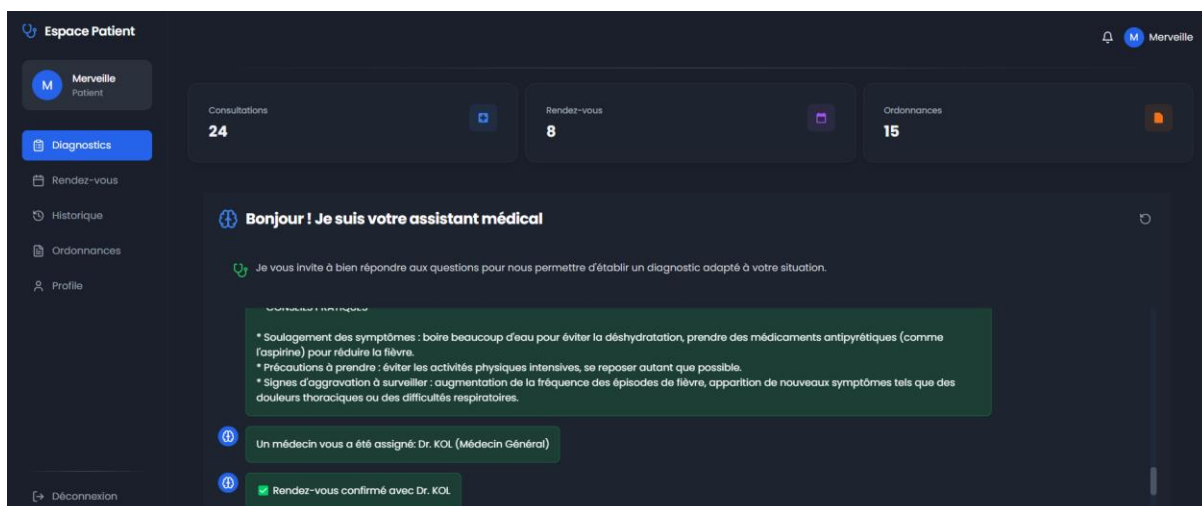 Espace Patient
M Merveille
M
Merveille
Patient
Diagnostics
Rendez-vous
Historique
Ordonnances
Profile
Déconnexion
Consultations
24
Rendez-vous
8
Ordonnances
15
Bonjour ! Je suis votre assistant médical
Je vous invite à bien répondre aux questions pour nous permettre d'établir un diagnostic adapté à votre situation.
CONSEILS PRATIQUES
* Soulagement des symptômes : boire beaucoup d'eau pour éviter la déshydratation, prendre des médicaments antipyrétiques (comme
l'aspirine) pour réduire la fièvre.
* Précautions à prendre : éviter les activités physiques intensives, se reposer autant que possible.
* Signes d'aggravation à surveiller : augmentation de la fréquence des épisodes de fièvre, apparition de nouveaux symptômes tels que des
douleurs thoraciques ou des difficultés respiratoires.
Un médecin vous a été assigné: Dr. KOL (Médecin Général)
✅ Rendez-vous confirmé avec Dr. KOL